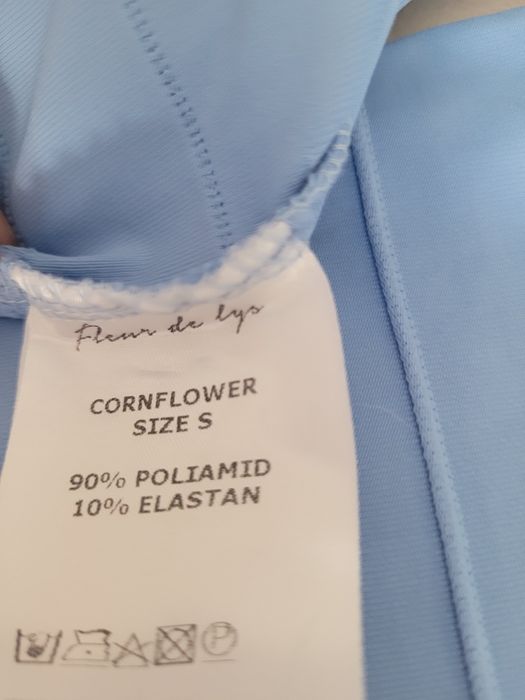 Fleur de lys
CORNFLOWER
SIZE S
90% POLIAMID
10% ELASTAN
P